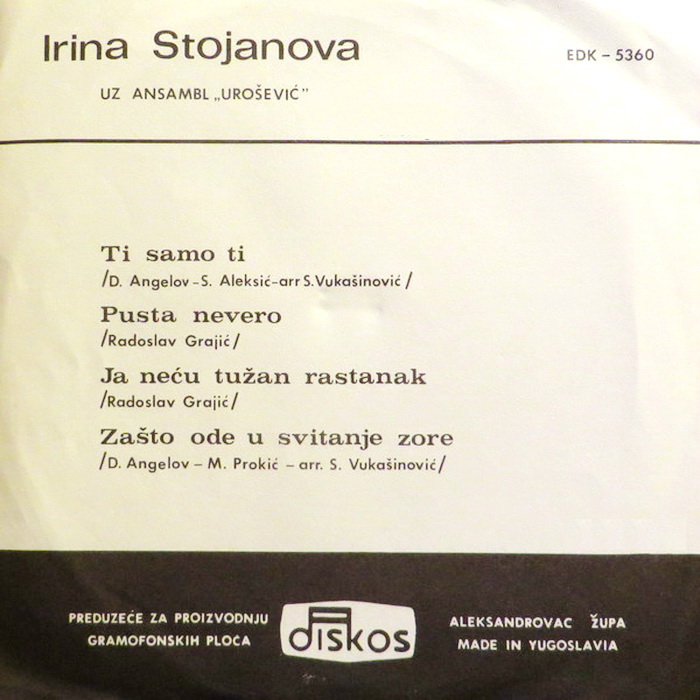 Irina Stojanova
EDK – 5360
UZ ANSAMBL „UROŠEVIĆ"
Ti samo ti
/D. Angelov – S. Aleksić – arr S. Vukašinović /
Pusta nevero
/Radoslav Grajić/
Ja neću tužan rastanak
/Radoslav Grajić/
Zašto ode u svitanje zore
/D. Angelov – M. Prokić – arr. S. Vukašinović/
PREDUZEĆE ZA PROIZVODNJU
GRAMOFONSKIH PLOČA
diskos
ALEKSANDROVAC ŽUPA
MADE IN YUGOSLAVIA